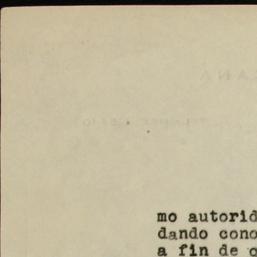 mo autorid
dando cono
a fin de c